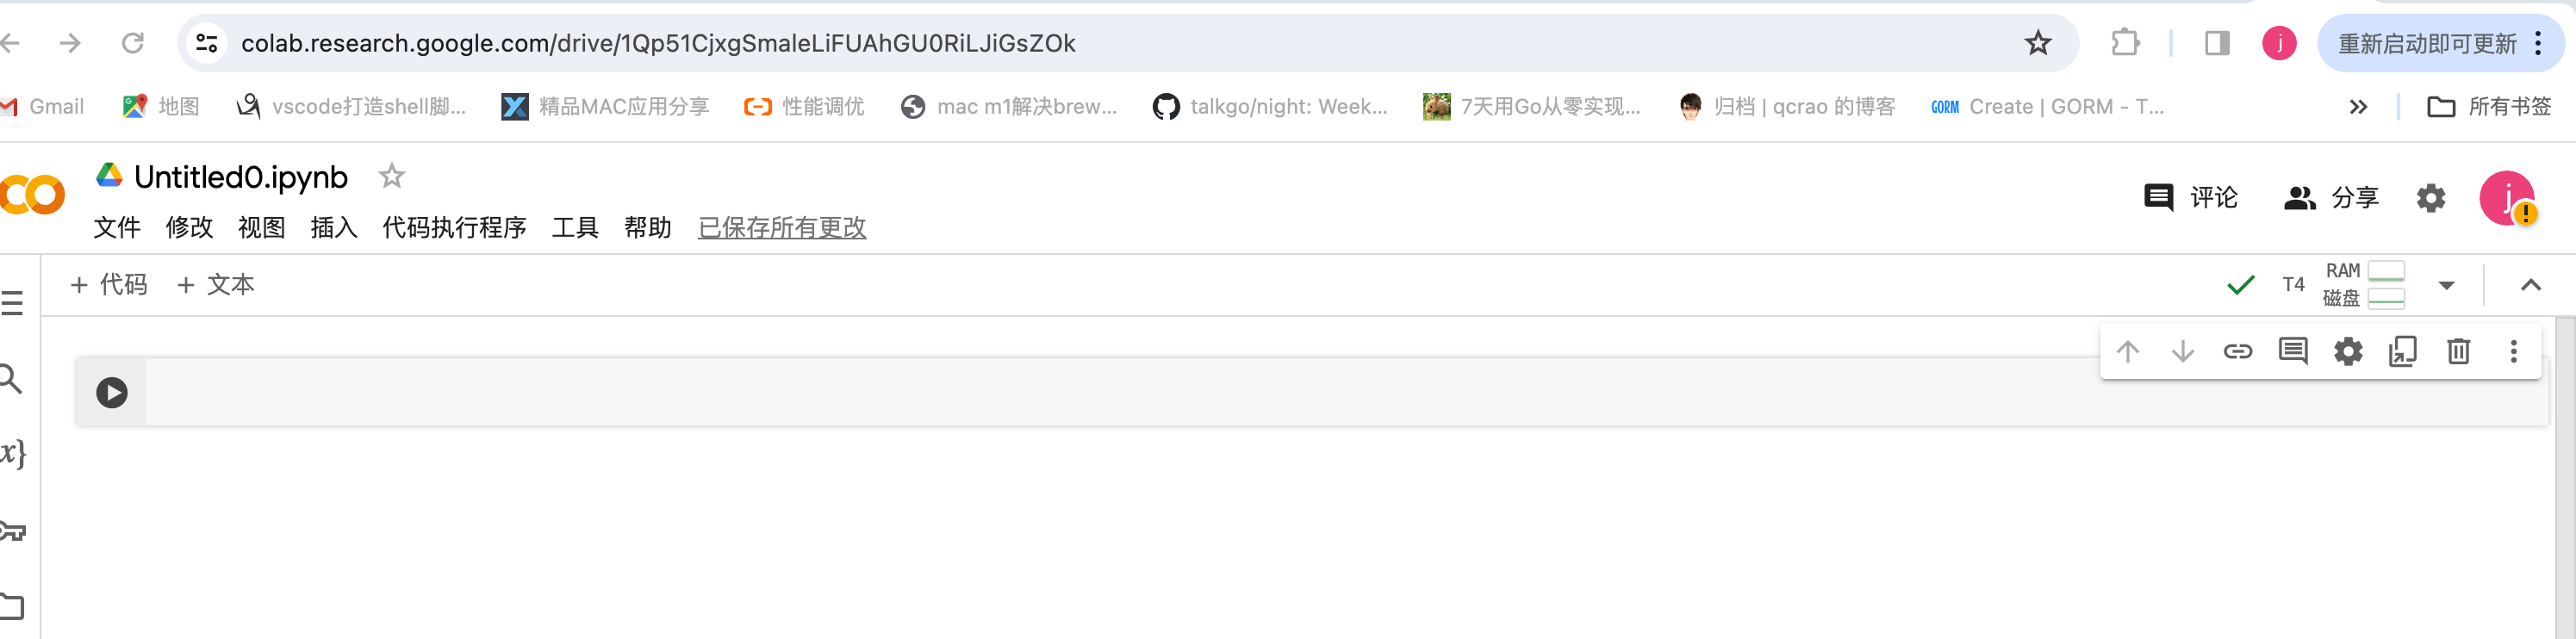 colab.research.google.com/drive/1Qp51CjxgSmaleLiFUAhGU0RiLJiGsZOk
j
重新启动即可更新
Gmail 地图 vscode打造shell脚... 精品MAC应用分享 性能调优 mac m1解决brew... talkgo/night: Week... 7天用Go从零实现... 归档 | qcrao 的博客 GORM Create | GORM - T... 所有书签
Untitled0.ipynb
评论 分享 j
文件 修改 视图 插入 代码执行程序 工具 帮助 已保存所有更改
+ 代码 + 文本
T4 RAM
磁盘